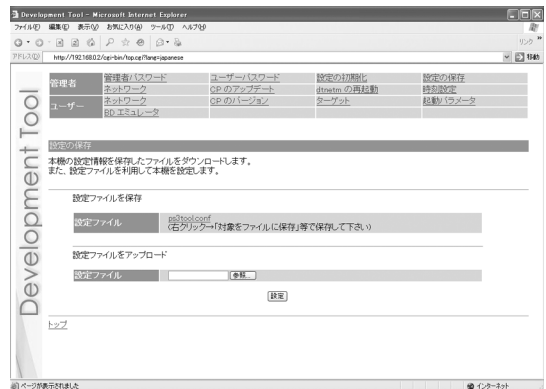 Development Tool - Microsoft Internet Explorer
ファイル(F) 編集(E) 表示(V) お気に入り(A) ツール(T) ヘルプ(H)
リンク »
アドレス(D) http://192.168.0.2/cgi-bin/top.cgi?lang=japanese 移動
Development Tool
管理者 管理者パスワード ユーザーパスワード 設定の初期化 設定の保存
ネットワーク CP のアップデート dtnetm の再起動 時刻設定
ユーザー ネットワーク CP のバージョン ターゲット 起動パラメータ
BD エミュレータ
設定の保存
本機の設定情報を保存したファイルをダウンロードします。
また、設定ファイルを利用して本機を設定します。
設定ファイルを保存
設定ファイル ps3tool.conf
(右クリック→「対象をファイルに保存」等で保存して下さい)
設定ファイルをアップロード
設定ファイル 参照...
設定
トップ
ページが表示されました インターネット